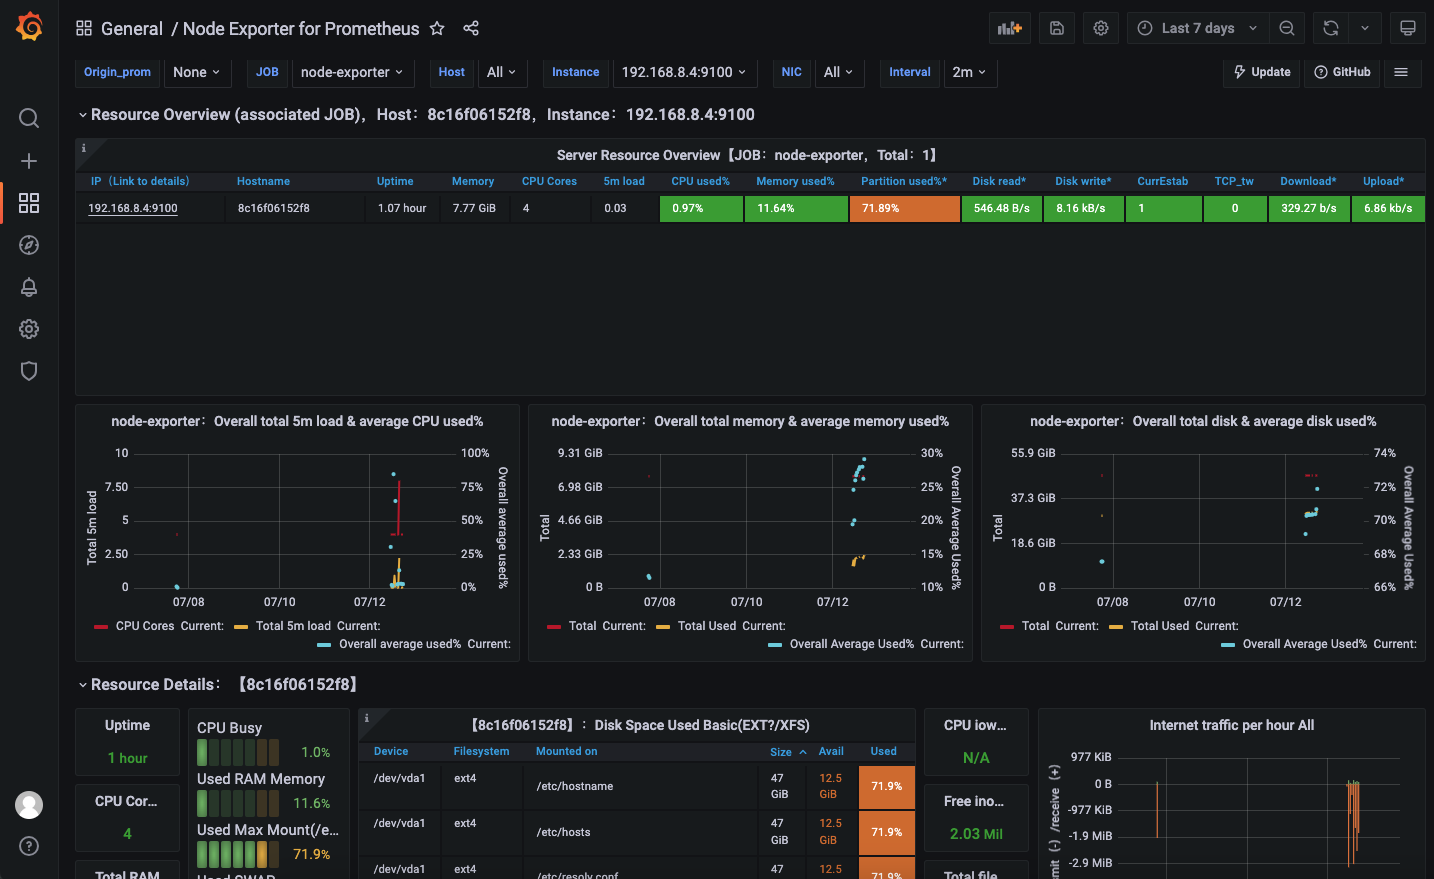 General / Node Exporter for Prometheus
Last 7 days
Origin_prom None JOB node-exporter Host All Instance 192.168.8.4:9100 NIC All Interval 2m Update GitHub
Resource Overview (associated JOB)，Host：8c16f06152f8，Instance：192.168.8.4:9100
Server Resource Overview【JOB：node-exporter，Total：1】
IP（Link to details） Hostname Uptime Memory CPU Cores 5m load CPU used% Memory used% Partition used%* Disk read* Disk write* CurrEstab TCP_tw Download* Upload*
192.168.8.4:9100 8c16f06152f8 1.07 hour 7.77 GiB 4 0.03 0.97% 11.64% 71.89% 546.48 B/s 8.16 kB/s 1 0 329.27 b/s 6.86 kb/s
node-exporter：Overall total 5m load & average CPU used%
Total 5m load
10
7.50
5
2.50
0
100%
75%
50%
25%
0%
Overall average used%
07/08 07/10 07/12
CPU Cores Current: Total 5m load Current:
Overall average used% Current:
node-exporter：Overall total memory & average memory used%
Total
9.31 GiB
6.98 GiB
4.66 GiB
2.33 GiB
0 B
30%
25%
20%
15%
10%
Overall Average Used%
07/08 07/10 07/12
Total Current: Total Used Current:
Overall Average Used% Current:
node-exporter：Overall total disk & average disk used%
Total
55.9 GiB
37.3 GiB
18.6 GiB
0 B
74%
72%
70%
68%
66%
Overall Average Used%
07/08 07/10 07/12
Total Current: Total Used Current:
Overall Average Used% Current:
Resource Details：【8c16f06152f8】
Uptime
1 hour
CPU Cor...
4
Total RAM
CPU Busy
1.0%
Used RAM Memory
11.6%
Used Max Mount(/e...
71.9%
Used SWAP
【8c16f06152f8】：Disk Space Used Basic(EXT?/XFS)
Device Filesystem Mounted on Size Avail Used
/dev/vda1 ext4 /etc/hostname 47 GiB 12.5 GiB 71.9%
/dev/vda1 ext4 /etc/hosts 47 GiB 12.5 GiB 71.9%
/dev/vda1 ext4 /etc/resolv.conf 47 12.5 71.9%
CPU iow...
N/A
Free ino...
2.03 Mil
Total file
Internet traffic per hour All
977 KiB
0 B
-977 KiB
-1.9 MiB
-2.9 MiB
smit (-) /receive (+)